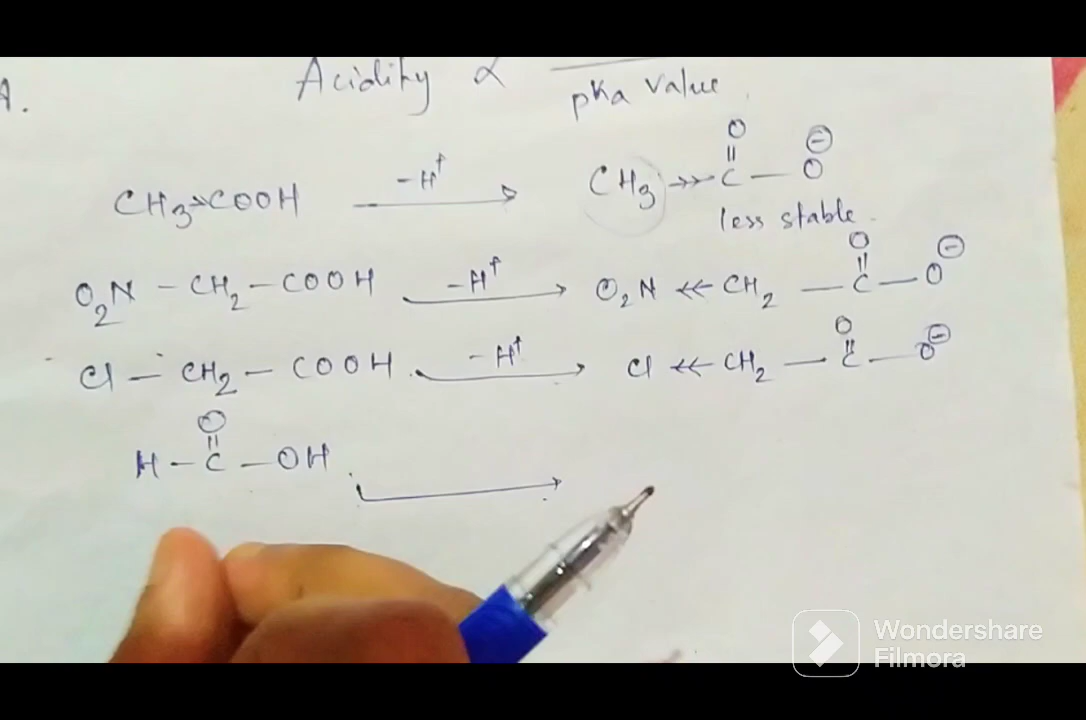 A.
Acidity ∝ ―
pKa value
CH3→COOH -H+ → CH3→→C(=O)-O⊖
less stable.
O2N-CH2-COOH -H+ → O2N←←CH2-C(=O)-O⊖
Cl-CH2-COOH -H+ → Cl←←CH2-C(=O)-O⊖
H-C(=O)-OH →
Wondershare
Filmora